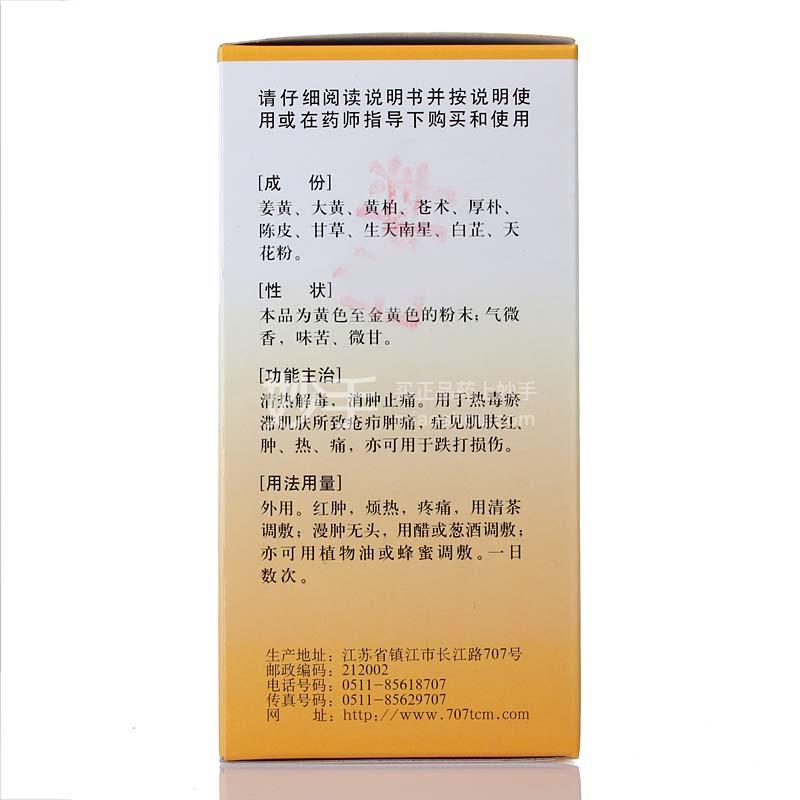 请仔细阅读说明书并按说明使
用或在药师指导下购买和使用
[成 份]
姜黄、大黄、黄柏、苍术、厚朴、
陈皮、甘草、生天南星、白芷、天
花粉。
[性 状]
本品为黄色至金黄色的粉末;气微
香，味苦、微甘。
[功能主治]
清热解毒，消肿止痛。用于热毒瘀
滞肌肤所致疮疖肿痛，症见肌肤红、
肿、热、痛，亦可用于跌打损伤。
妙手 买正品药上妙手
[用法用量]
外用。红肿，烦热，疼痛，用清茶
调敷;漫肿无头，用醋或葱酒调敷;
亦可用植物油或蜂蜜调敷。一日
数次。
生产地址: 江苏省镇江市长江路707号
邮政编码: 212002
电话号码: 0511-85618707
传真号码: 0511-85629707
网 址: http://www.707tcm.com